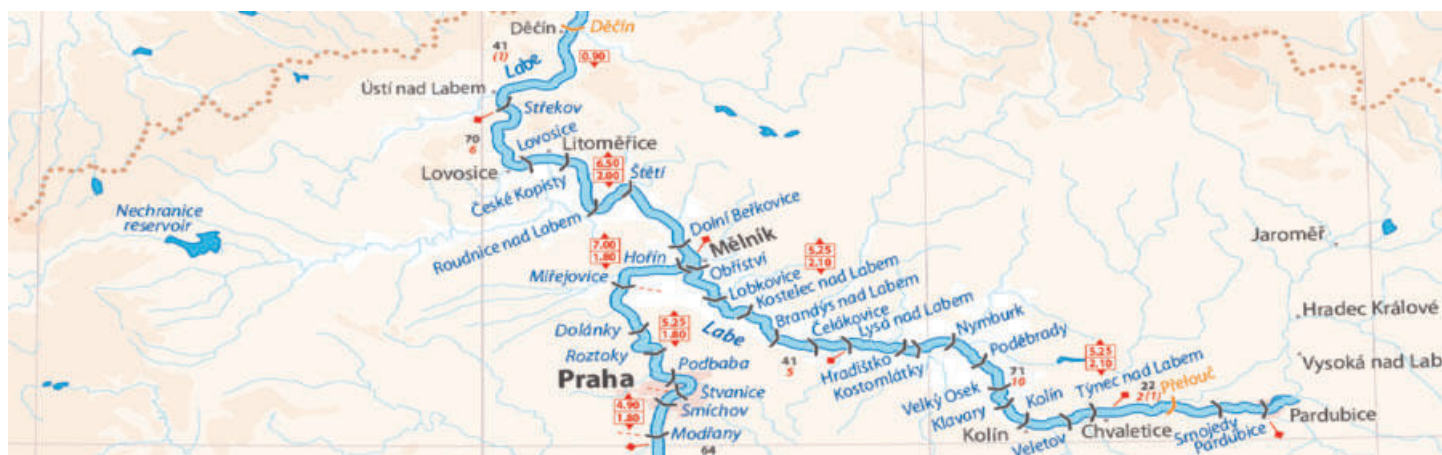 Děčín
Děčín
41
(1)
Labe
0.90
Ústí nad Labem
Střekov
70
6
Lovosice
Litoměřice
Lovosice
6.50
2.00
Štětí
České Kopisty
Nechranice
reservoir
Roudnice nad Labem
Dolní Beřkovice
Mělník
7.00
1.80
Hořín
Obříství
5.25
2.10
Jaroměř
Miřejovice
Lobkovice
Kostelec nad Labem
Brandýs nad Labem
Čelákovice
Lysá nad Labem
Hradec Králové
Dolánky
5.25
1.80
Labe
Nymburk
Roztoky
Podbaba
41
5
Hradištko
Kostomlátky
Poděbrady
5.25
2.10
Vysoká nad Lab
Praha
Štvanice
71
10
Týnec nad Labem
22
2(1)
Přelouč
Velký Osek
Smíchov
4.90
1.80
Klavary
Kolín
Pardubice
Modřany
Kolín
Chvaletice
Srnojedy
Pardubice
Veletov
64